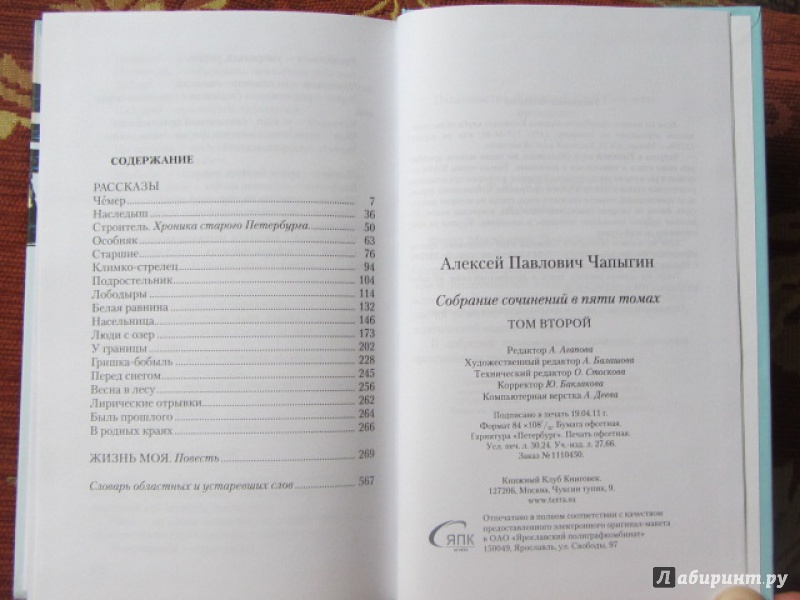 СОДЕРЖАНИЕ
РАССКАЗЫ
Чéмер 7
Наследыш 36
Строитель. Хроника старого Петербурга 50
Особняк 63
Старшие 76
Климко-стрелец 94
Подростельник 104
Лободыры 114
Белая равнина 132
Насельница 146
Люди с озер 173
У границы 202
Гришка-бобыль 228
Перед снегом 245
Весна в лесу 256
Лирические отрывки 262
Быль прошлого 264
В родных краях 266
ЖИЗНЬ МОЯ. Повесть 269
Словарь областных и устаревших слов 567
Алексей Павлович Чапыгин
Собрание сочинений в пяти томах
ТОМ ВТОРОЙ
Редактор А. Агапова
Художественный редактор А. Балашова
Технический редактор О. Стоскова
Корректор Ю. Баклакова
Компьютерная верстка А. Деева
Подписано в печать 19.04.11 г.
Формат 84 ×108 1/32. Бумага офсетная.
Гарнитура «Петербург». Печать офсетная.
Усл. печ. л. 30,24. Уч.-изд. л. 27,66.
Заказ № 1110450.
Книжный Клуб Книговек.
127206, Москва, Чуксин тупик, 9.
www.terra.su
ЯПК
Отпечатано в полном соответствии с качеством
предоставленного электронного оригинал-макета
в ОАО «Ярославский полиграфкомбинат»
150049, Ярославль, ул. Свободы, 97
Лабиринт.ру